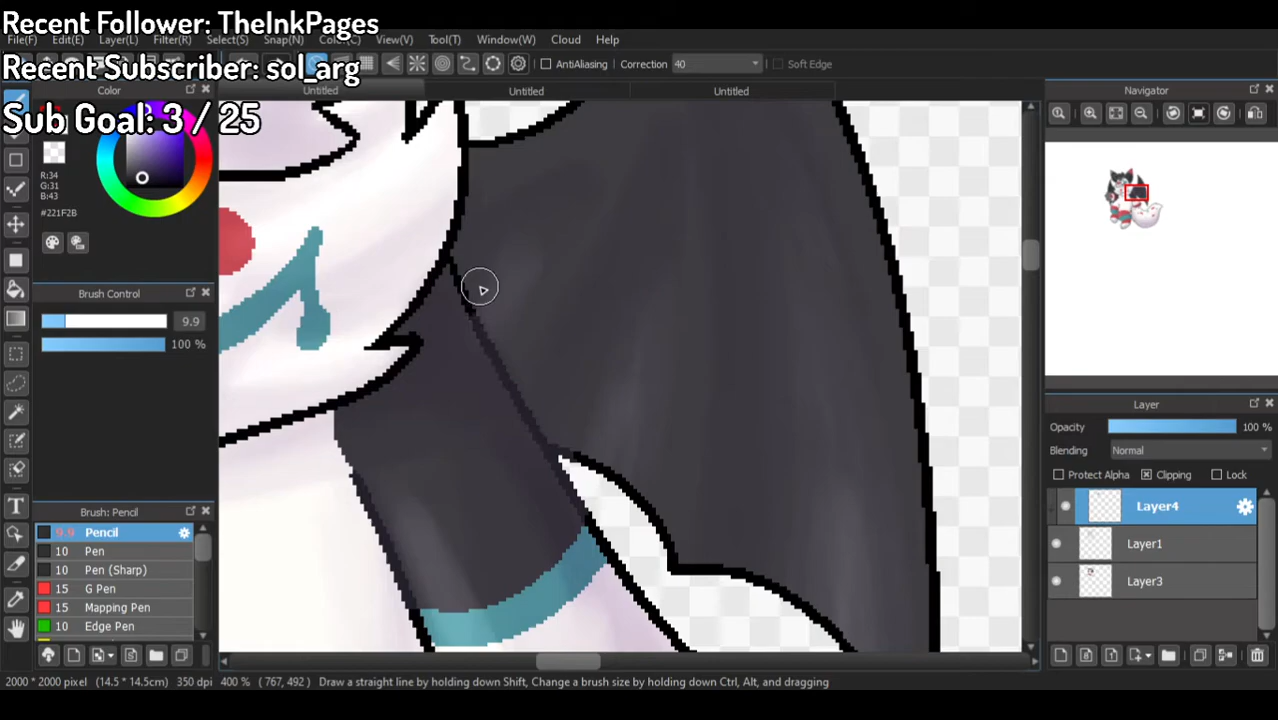 Recent Follower: TheInkPages
File(F) Edit(E) Layer(L) Filter(R) Select(S) Snap(N) Color(C) View(V) Tool(T) Window(W) Cloud Help
Recent Subscriber: sol_arg
AntiAliasing Correction 40 Soft Edge
Sub Goal: 3 / 25
Color
Untitled Untitled Untitled
Navigator
R:34
G:31
B:43
#221F2B
Brush Control
9.9
100 %
Layer
Opacity 100 %
Blending Normal
Protect Alpha Clipping Lock
Layer4
Layer1
Layer3
Brush: Pencil
9.9 Pencil
10 Pen
10 Pen (Sharp)
15 G Pen
15 Mapping Pen
10 Edge Pen
2000 * 2000 pixel (14.5 * 14.5cm) 350 dpi 400 % ( 767, 492 ) Draw a straight line by holding down Shift, Change a brush size by holding down Ctrl, Alt, and dragging